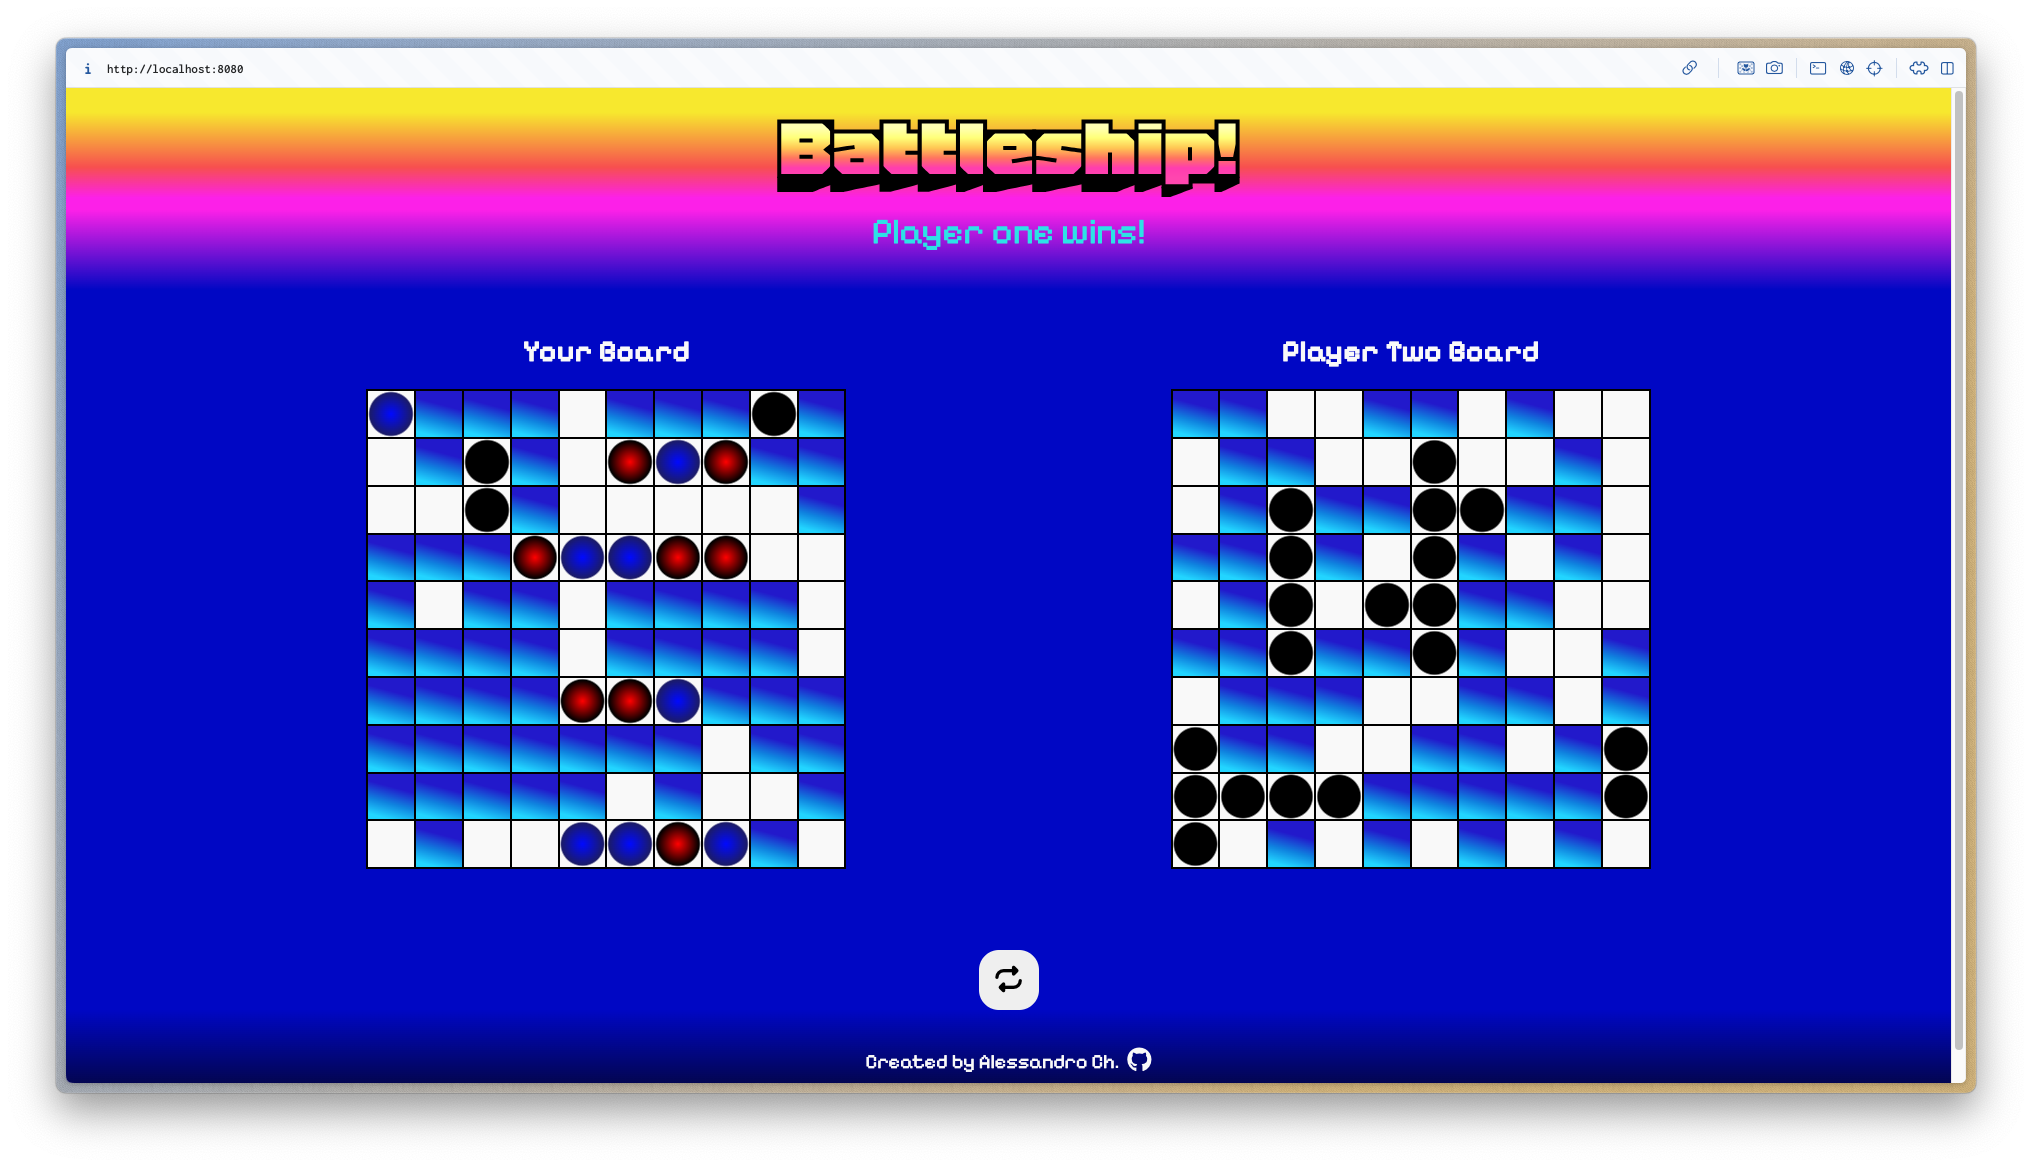 http://localhost:8080
Battleship!
Player one wins!
Your Board
Player Two Board
Created by Alessandro Ch.